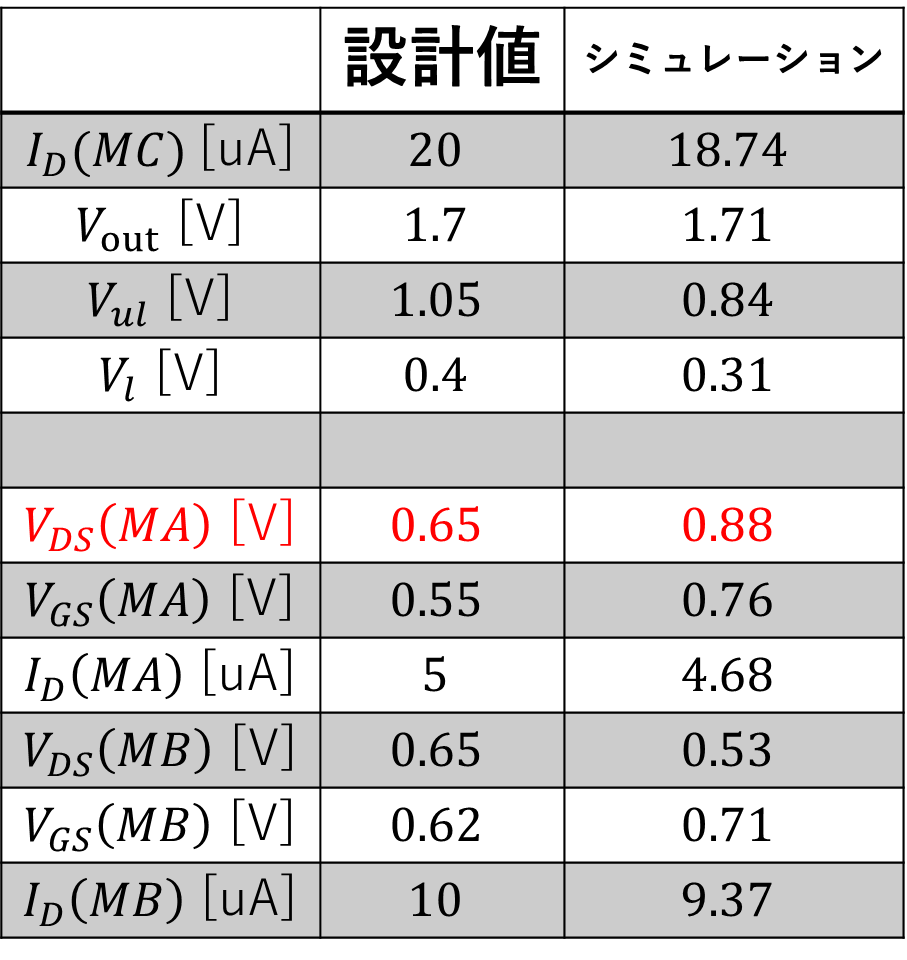 設計値 シミュレーション
I_D(MC) [uA] 20 18.74
V_out [V] 1.7 1.71
V_ul [V] 1.05 0.84
V_l [V] 0.4 0.31
V_DS(MA) [V] 0.65 0.88
V_GS(MA) [V] 0.55 0.76
I_D(MA) [uA] 5 4.68
V_DS(MB) [V] 0.65 0.53
V_GS(MB) [V] 0.62 0.71
I_D(MB) [uA] 10 9.37